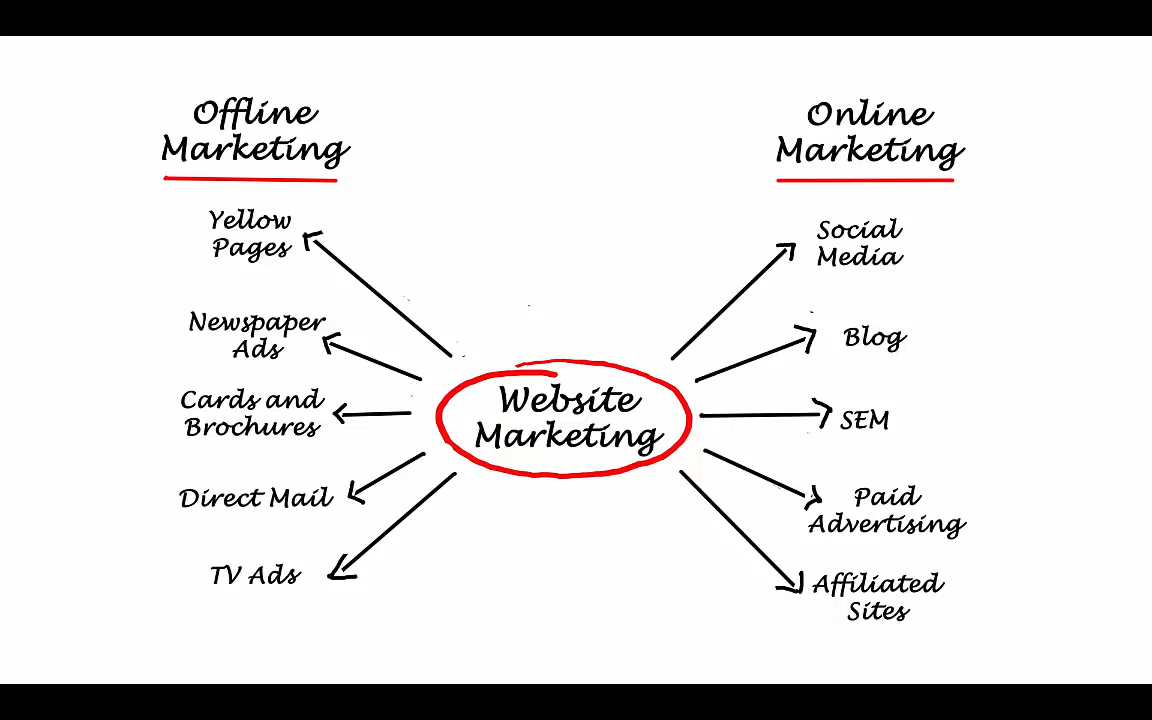 Offline
Marketing
Yellow
Pages
Newspaper
Ads
Cards and
Brochures
Direct Mail
TV Ads
Website
Marketing
Online
Marketing
Social
Media
Blog
SEM
Paid
Advertising
Affiliated
Sites